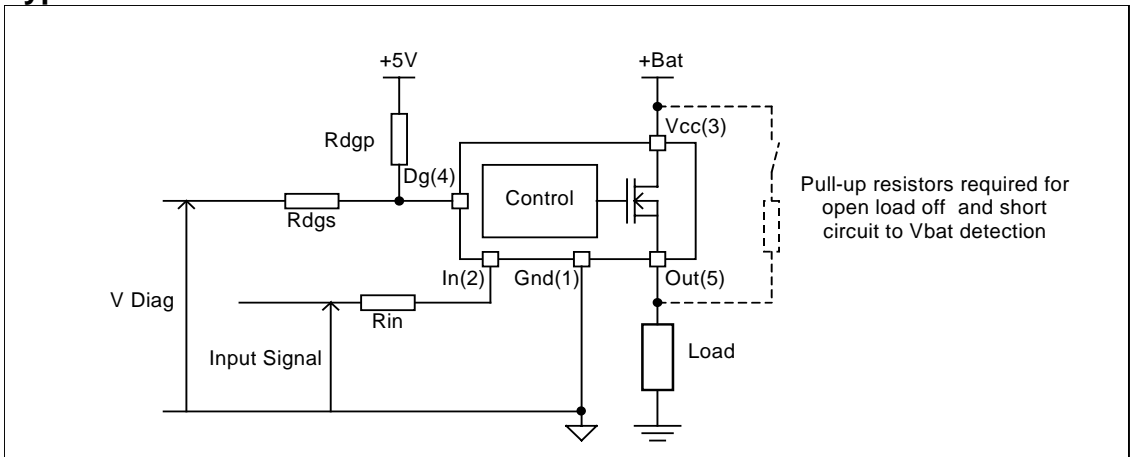 +5V
+Bat
Rdgp
Vcc(3)
Dg(4)
Control
Pull-up resistors required for
open load off and short
circuit to Vbat detection
Rdgs
In(2)
Gnd(1)
Out(5)
V Diag
Rin
Input Signal
Load